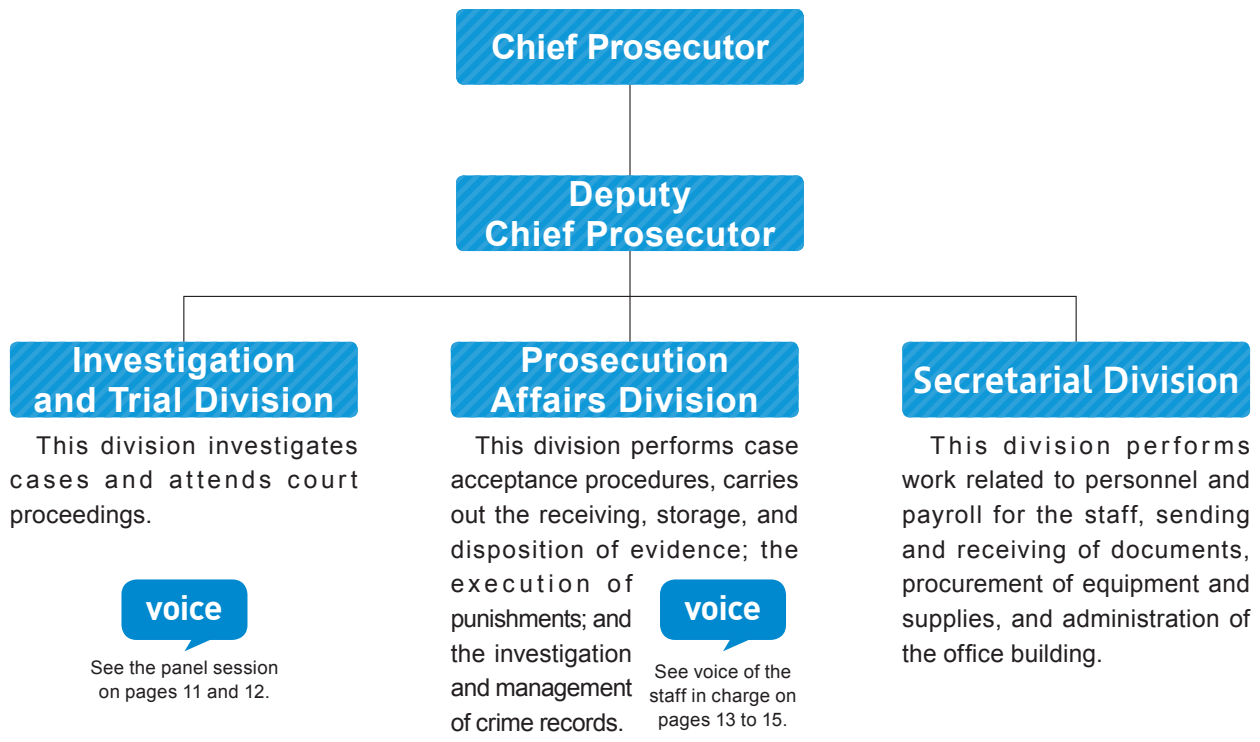 Chief Prosecutor
Deputy
Chief Prosecutor
Investigation
and Trial Division
This division investigates
cases and attends court
proceedings.
voice
See the panel session
on pages 11 and 12.
Prosecution
Affairs Division
This division performs case
acceptance procedures, carries
out the receiving, storage, and
disposition of evidence; the
execution of
punishments; and
the investigation
and management
of crime records.
voice
See voice of the
staff in charge on
pages 13 to 15.
Secretarial Division
This division performs
work related to personnel and
payroll for the staff, sending
and receiving of documents,
procurement of equipment and
supplies, and administration of
the office building.